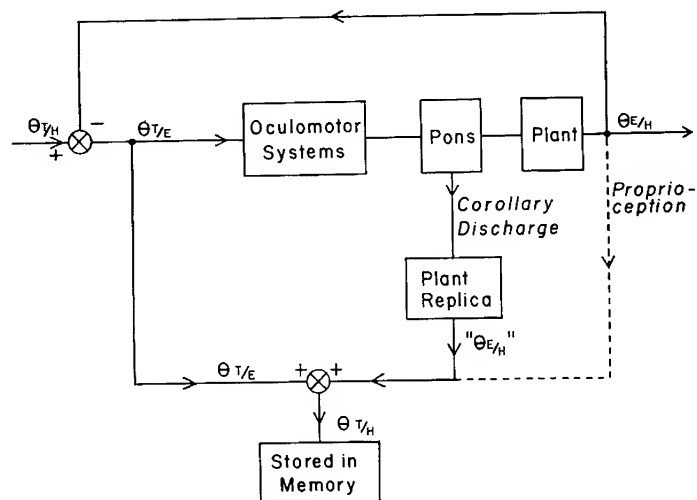 θT/H
−
+
θT/E
Oculomotor
Systems
Pons
Plant
θE/H
Corollary
Discharge
Proprio-
ception
Plant
Replica
"θE/H"
θT/E
+ +
θT/H
Stored in
Memory